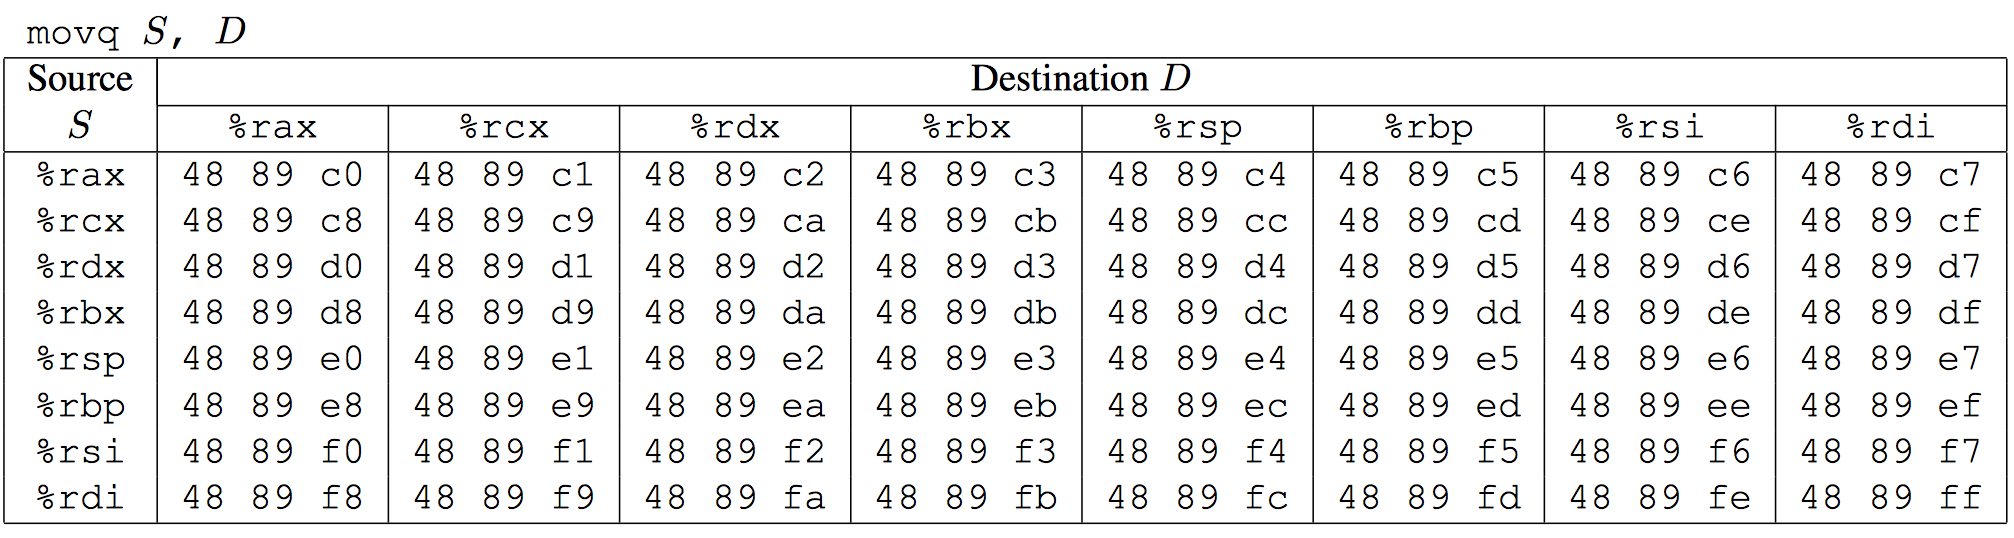 movq S, D
Source Destination D
S %rax %rcx %rdx %rbx %rsp %rbp %rsi %rdi
%rax 48 89 c0 48 89 c1 48 89 c2 48 89 c3 48 89 c4 48 89 c5 48 89 c6 48 89 c7
%rcx 48 89 c8 48 89 c9 48 89 ca 48 89 cb 48 89 cc 48 89 cd 48 89 ce 48 89 cf
%rdx 48 89 d0 48 89 d1 48 89 d2 48 89 d3 48 89 d4 48 89 d5 48 89 d6 48 89 d7
%rbx 48 89 d8 48 89 d9 48 89 da 48 89 db 48 89 dc 48 89 dd 48 89 de 48 89 df
%rsp 48 89 e0 48 89 e1 48 89 e2 48 89 e3 48 89 e4 48 89 e5 48 89 e6 48 89 e7
%rbp 48 89 e8 48 89 e9 48 89 ea 48 89 eb 48 89 ec 48 89 ed 48 89 ee 48 89 ef
%rsi 48 89 f0 48 89 f1 48 89 f2 48 89 f3 48 89 f4 48 89 f5 48 89 f6 48 89 f7
%rdi 48 89 f8 48 89 f9 48 89 fa 48 89 fb 48 89 fc 48 89 fd 48 89 fe 48 89 ff